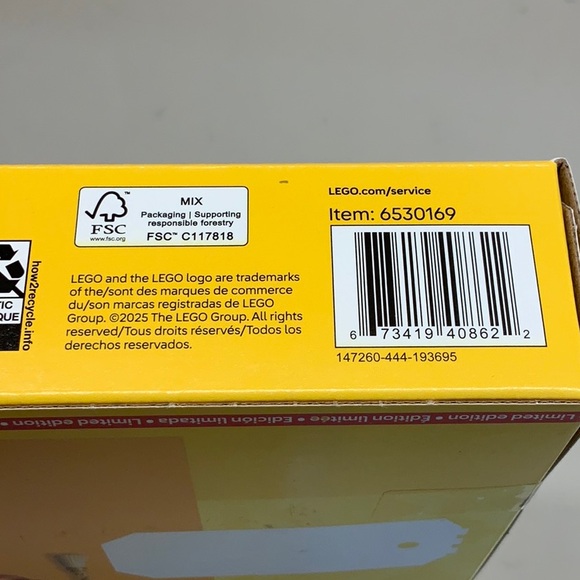 MIX
Packaging | Supporting
responsible forestry
FSC™ C117818
FSC
www.fsc.org
LEGO.com/service
Item: 6530169
6 73419 40862 2
147260-444-193695
how2recycle.info
LEGO and the LEGO logo are trademarks
of the/sont des marques de commerce
du/son marcas registradas de LEGO
Group. ©2025 The LEGO Group. All rights
reserved/Tous droits réservés/Todos los
derechos reservados.
Limited edition • Édition limitée • Edición limitada • Limited edition •